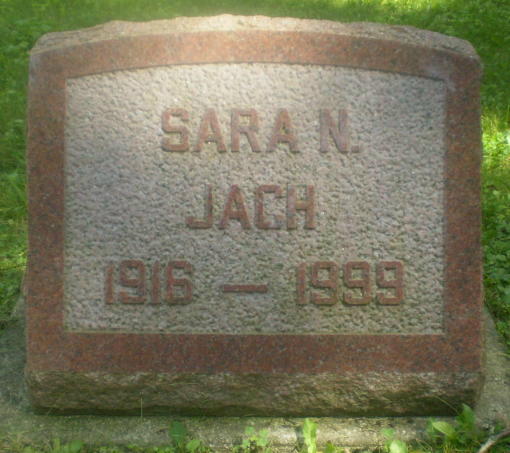 SARA N.
JACH
1916 — 1999